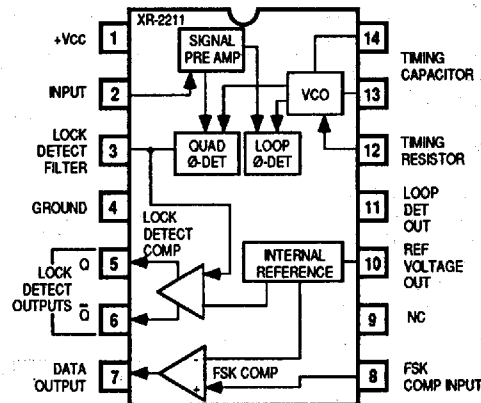 XR-2211
+VCC
1
INPUT
2
LOCK
DETECT
FILTER
3
GROUND
4
LOCK
DETECT
OUTPUTS
Q
5
Q̅
6
DATA
OUTPUT
7
SIGNAL
PRE AMP
VCO
QUAD
Ø-DET
LOOP
Ø-DET
LOCK
DETECT
COMP
INTERNAL
REFERENCE
-
+
FSK COMP
14
TIMING
CAPACITOR
13
12
TIMING
RESISTOR
11
LOOP
DET
OUT
10
REF
VOLTAGE
OUT
9
NC
8
FSK
COMP INPUT